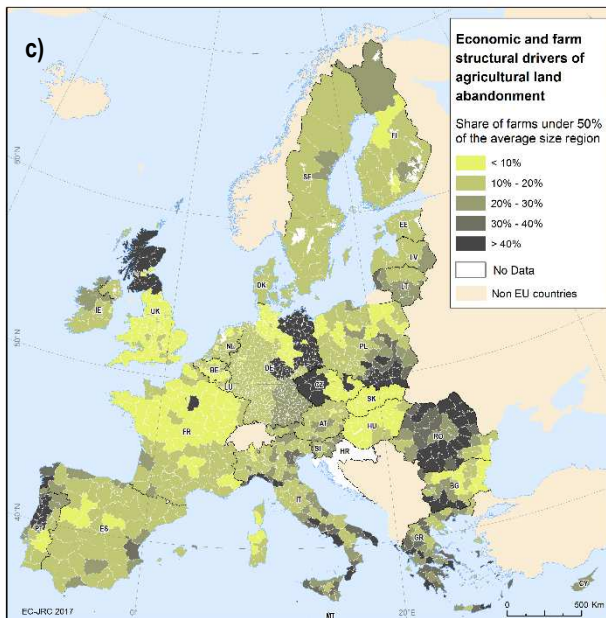 c)
Economic and farm
structural drivers of
agricultural land
abandonment
Share of farms under 50%
of the average size region
< 10%
10% - 20%
20% - 30%
30% - 40%
> 40%
No Data
Non EU countries
60°N
50°N
40°N
FI
SE
EE
LV
LT
DK
IE
UK
NL
BE
LU
DE
PL
CZ
SK
FR
AT
HU
SI
HR
RO
BG
IT
ES
PT
GR
CY
MT
EC-JRC 2017
0°
20°E
0
500 Km